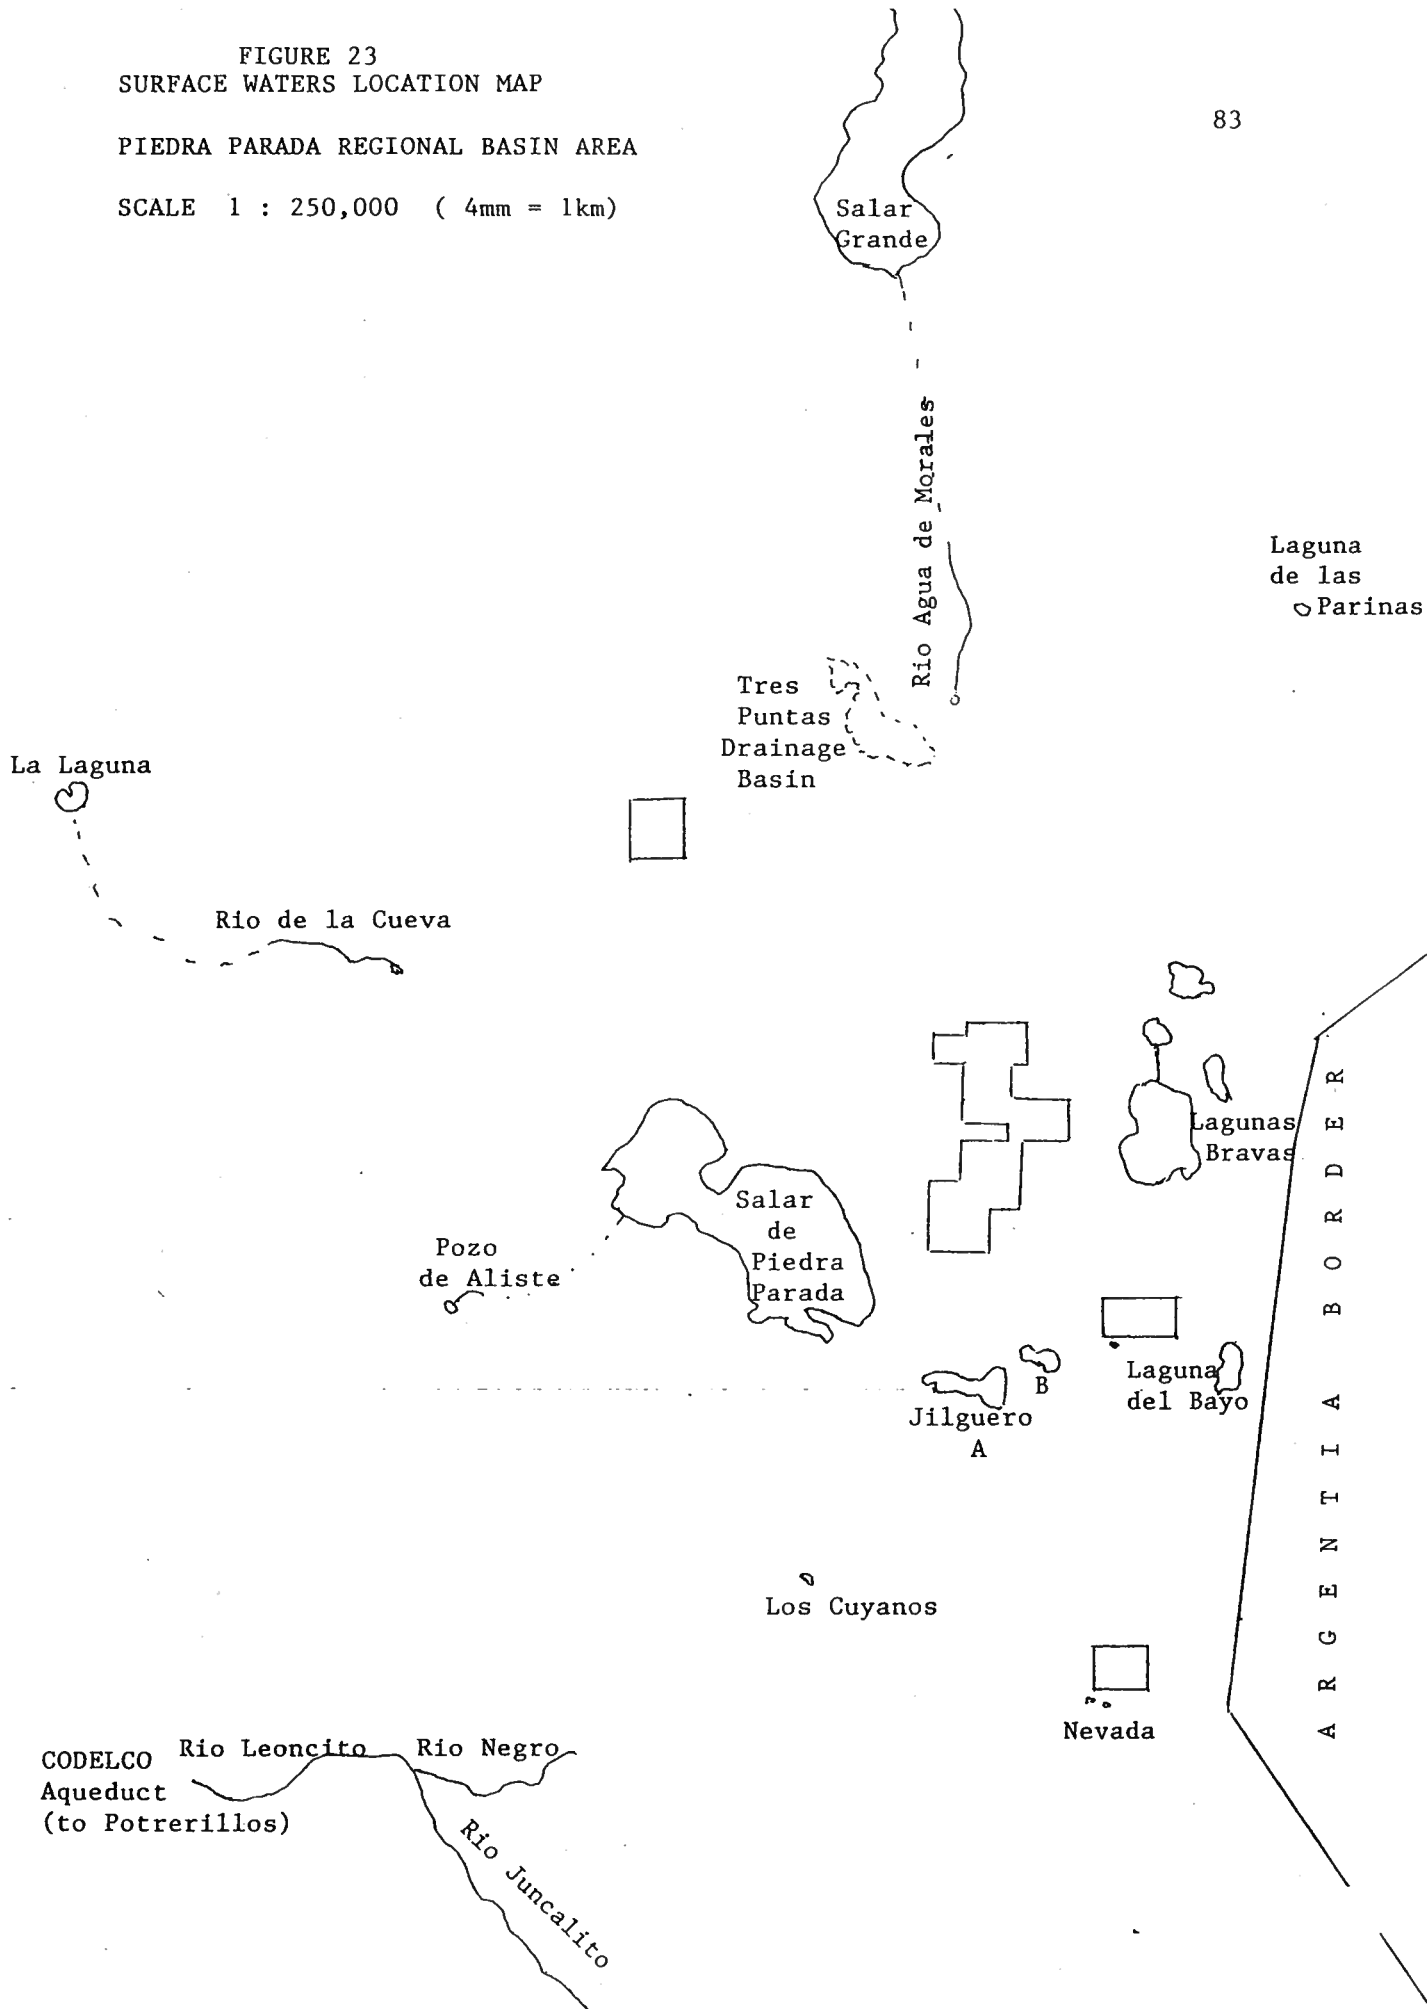 FIGURE 23
SURFACE WATERS LOCATION MAP
83
PIEDRA PARADA REGIONAL BASIN AREA
SCALE 1 : 250,000 ( 4mm = 1km)
Salar
Grande
Rio Agua de Morales
Laguna
de las
Parinas
Tres
Puntas
Drainage
Basin
La Laguna
Rio de la Cueva
Lagunas
Bravas
Salar
de
Piedra
Parada
Pozo
de Aliste
Laguna
del Bayo
B
Jilguero
A
ARGENTIA BORDER
Los Cuyanos
Nevada
CODELCO
Aqueduct
(to Potrerillos)
Rio Leoncito
Rio Negro
Rio Juncalito